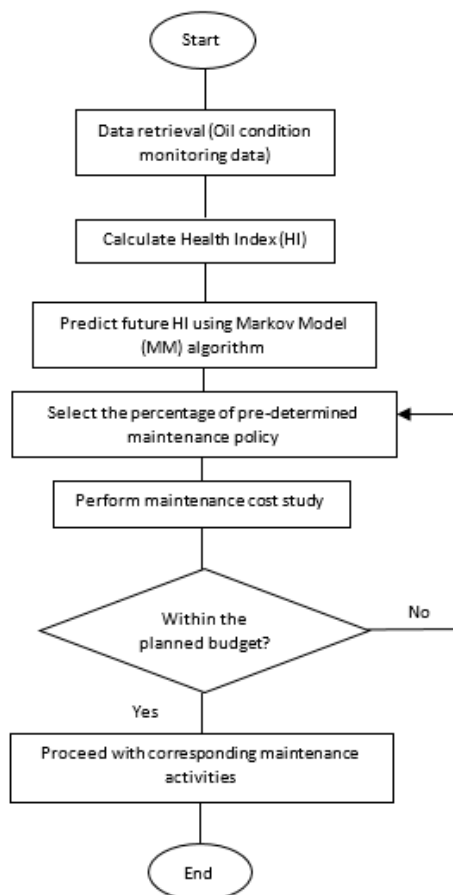 Start
Data retrieval (Oil condition
monitoring data)
Calculate Health Index (HI)
Predict future HI using Markov Model
(MM) algorithm
Select the percentage of pre-determined
maintenance policy
Perform maintenance cost study
Within the
planned budget?
No
Yes
Proceed with corresponding maintenance
activities
End